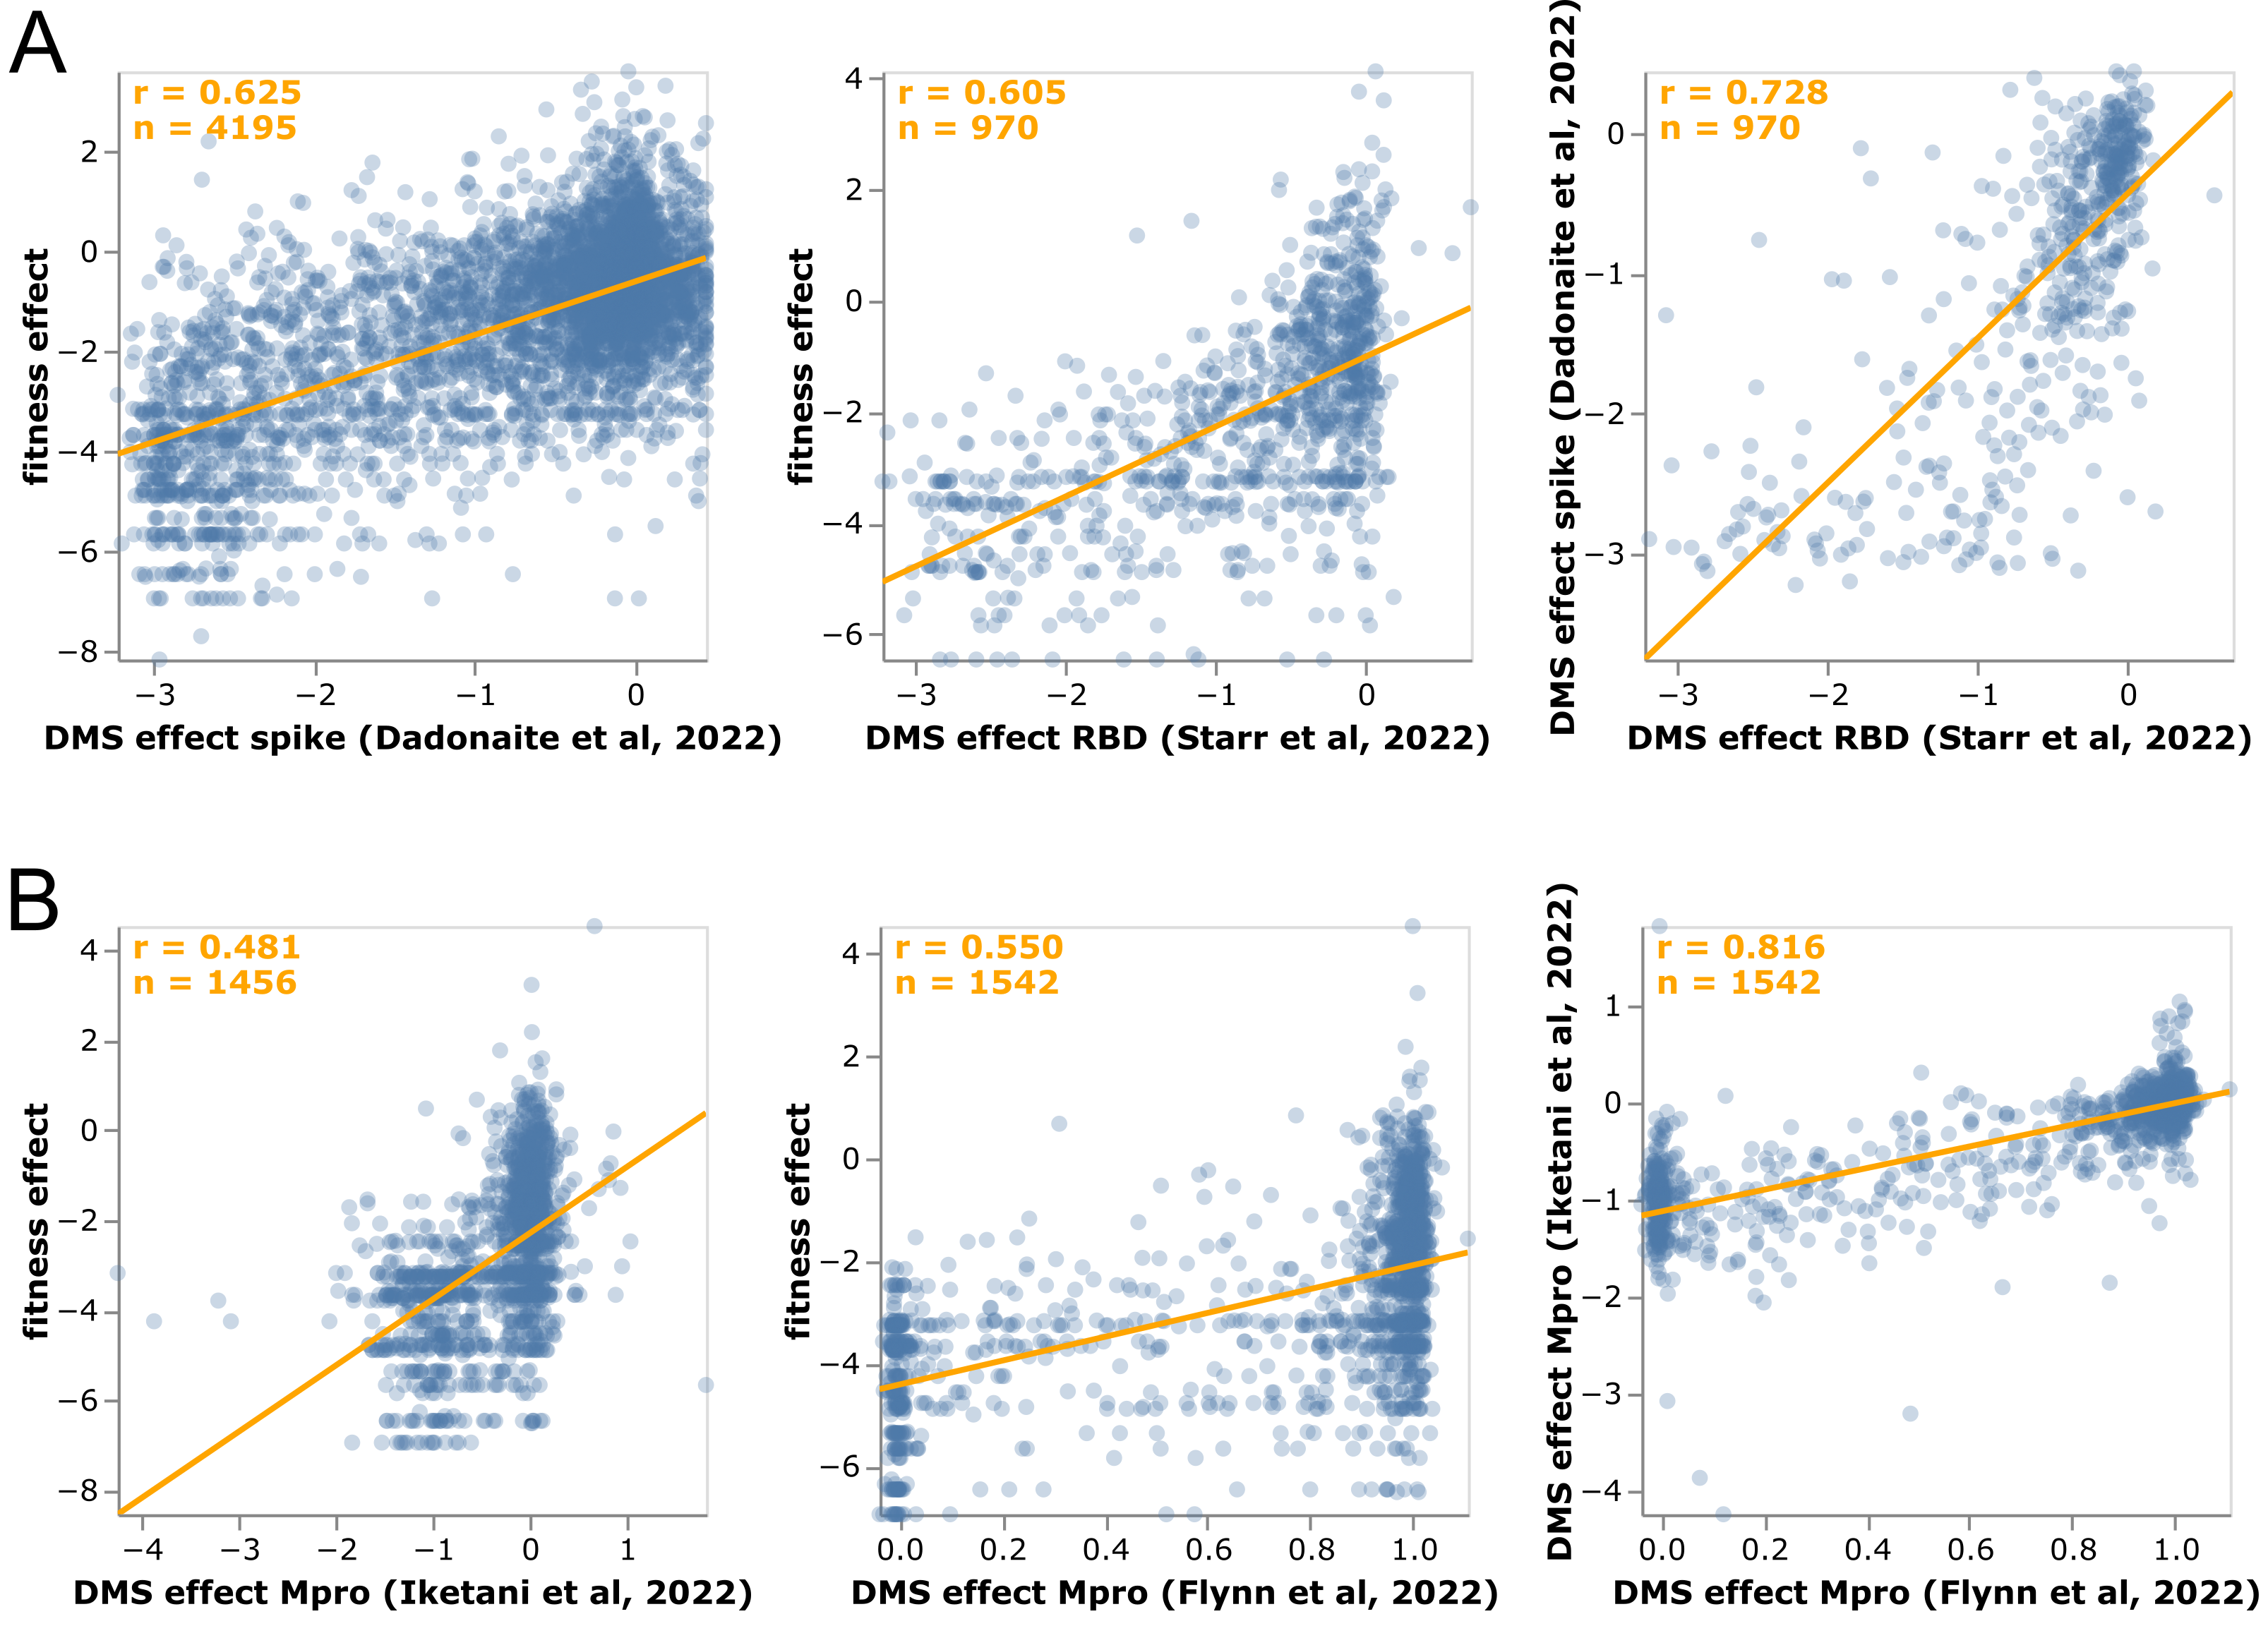 A
r = 0.625
n = 4195
fitness effect
2
0
−2
−4
−6
−8
−3 −2 −1 0
DMS effect spike (Dadonaite et al, 2022)
r = 0.605
n = 970
fitness effect
4
2
0
−2
−4
−6
−3 −2 −1 0
DMS effect RBD (Starr et al, 2022)
r = 0.728
n = 970
DMS effect spike (Dadonaite et al, 2022)
0
−1
−2
−3
−3 −2 −1 0
DMS effect RBD (Starr et al, 2022)
B
r = 0.481
n = 1456
fitness effect
4
2
0
−2
−4
−6
−8
−4 −3 −2 −1 0 1
DMS effect Mpro (Iketani et al, 2022)
r = 0.550
n = 1542
fitness effect
4
2
0
−2
−4
−6
0.0 0.2 0.4 0.6 0.8 1.0
DMS effect Mpro (Flynn et al, 2022)
r = 0.816
n = 1542
DMS effect Mpro (Iketani et al, 2022)
1
0
−1
−2
−3
−4
0.0 0.2 0.4 0.6 0.8 1.0
DMS effect Mpro (Flynn et al, 2022)